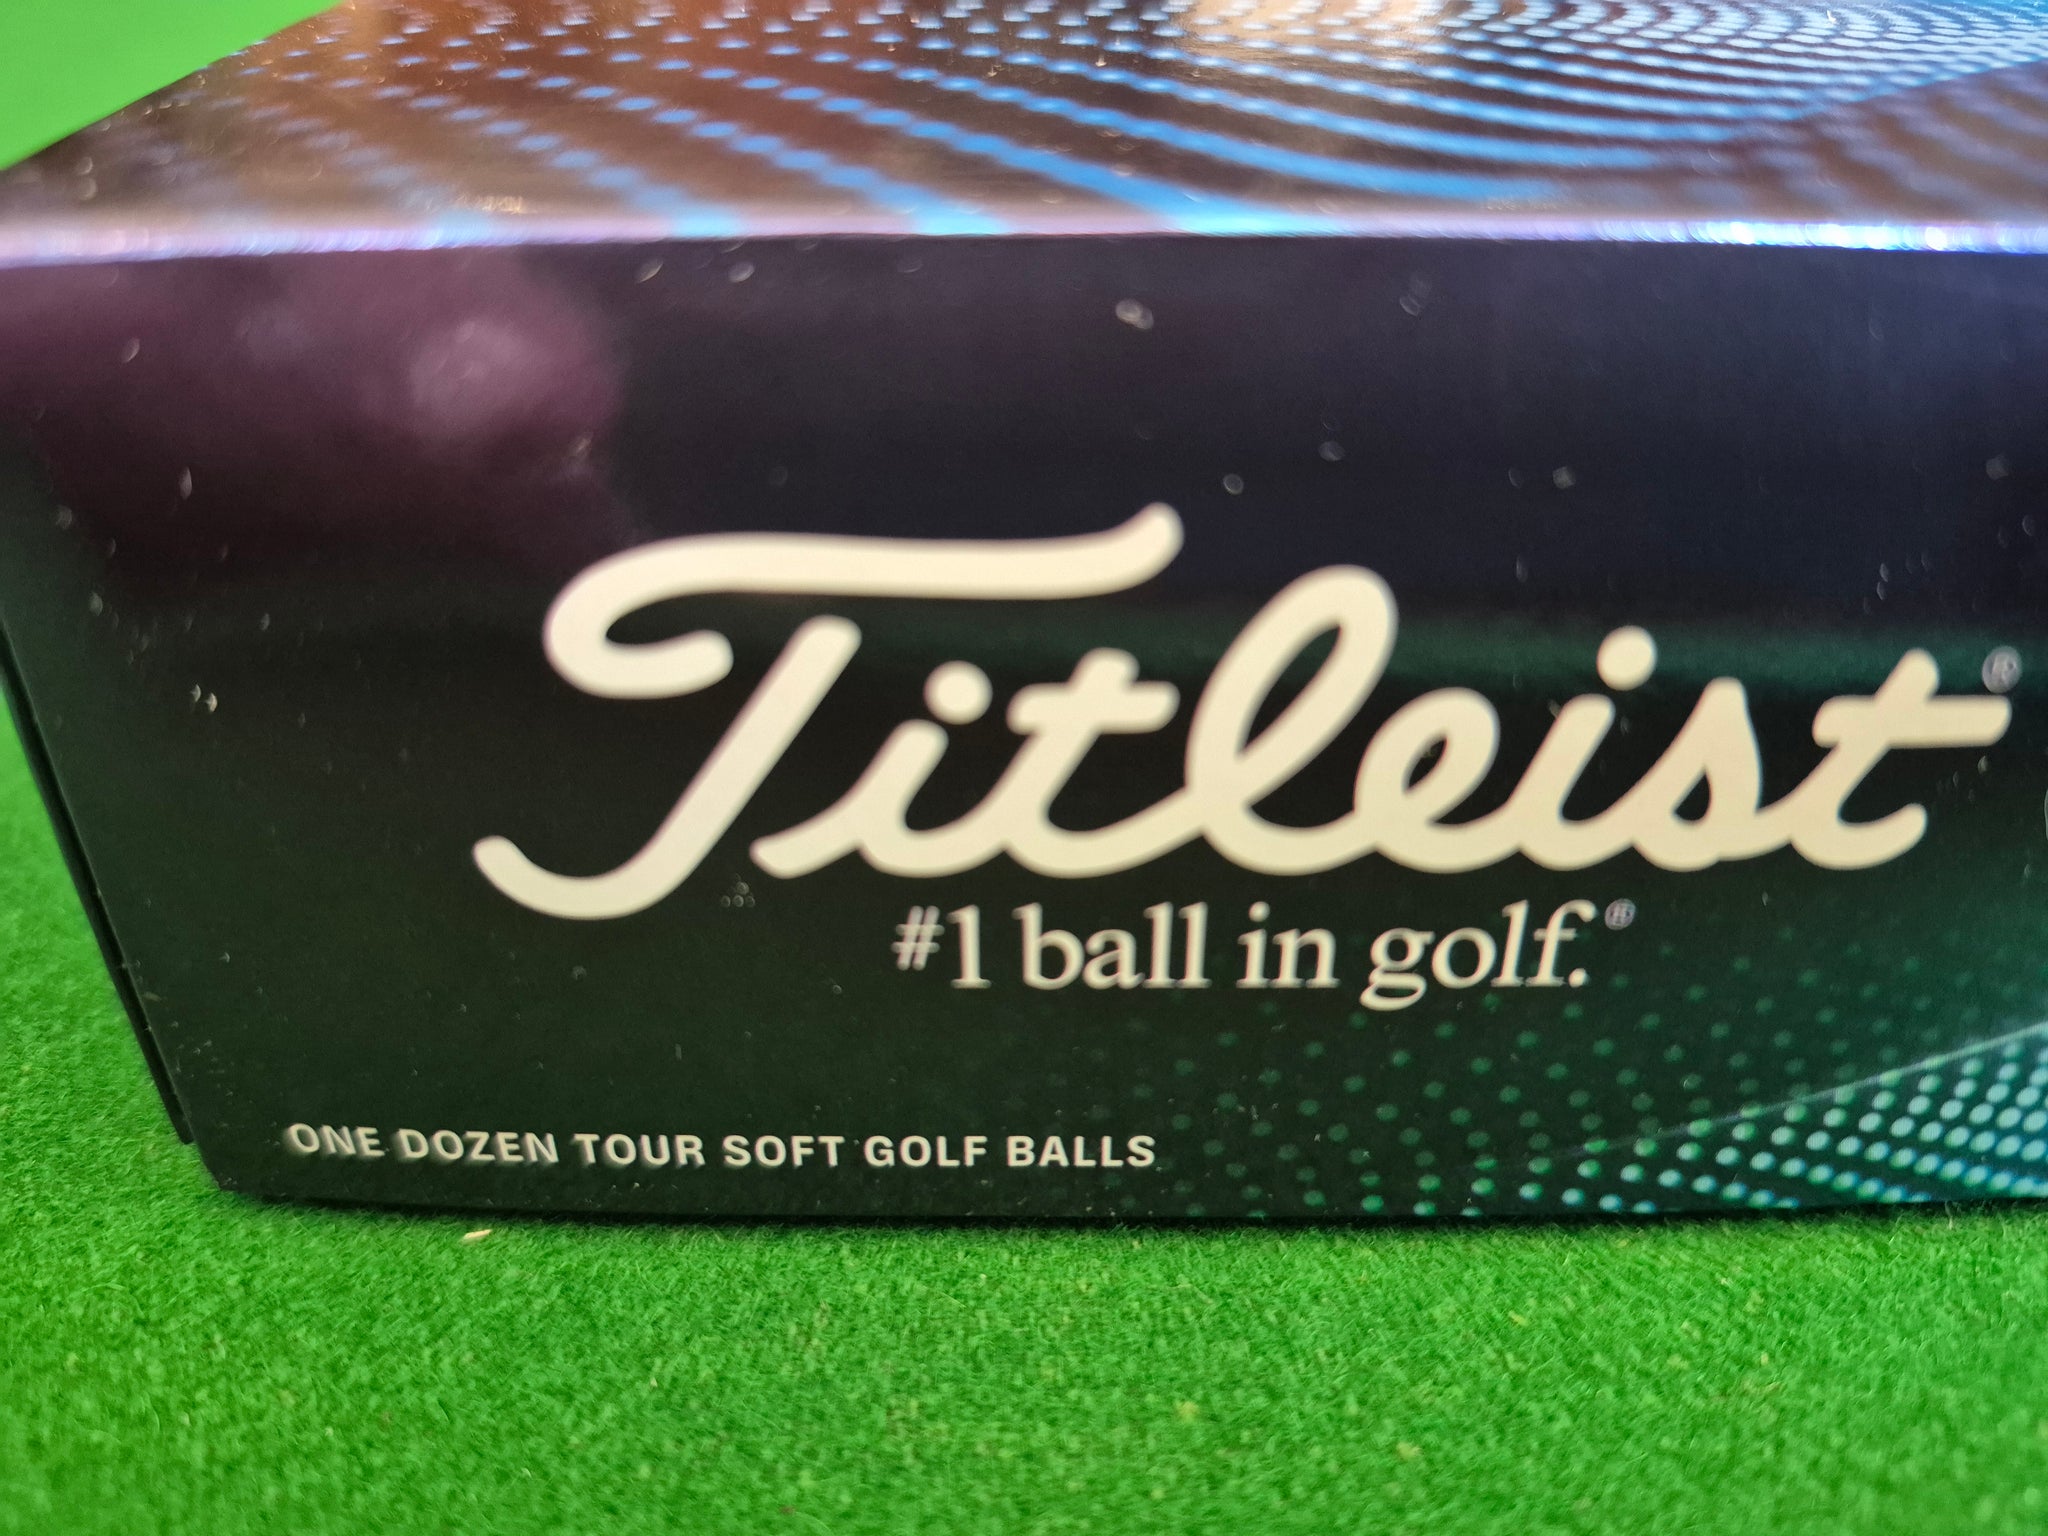 Titleist®
#1 ball in golf.®
ONE DOZEN TOUR SOFT GOLF BALLS